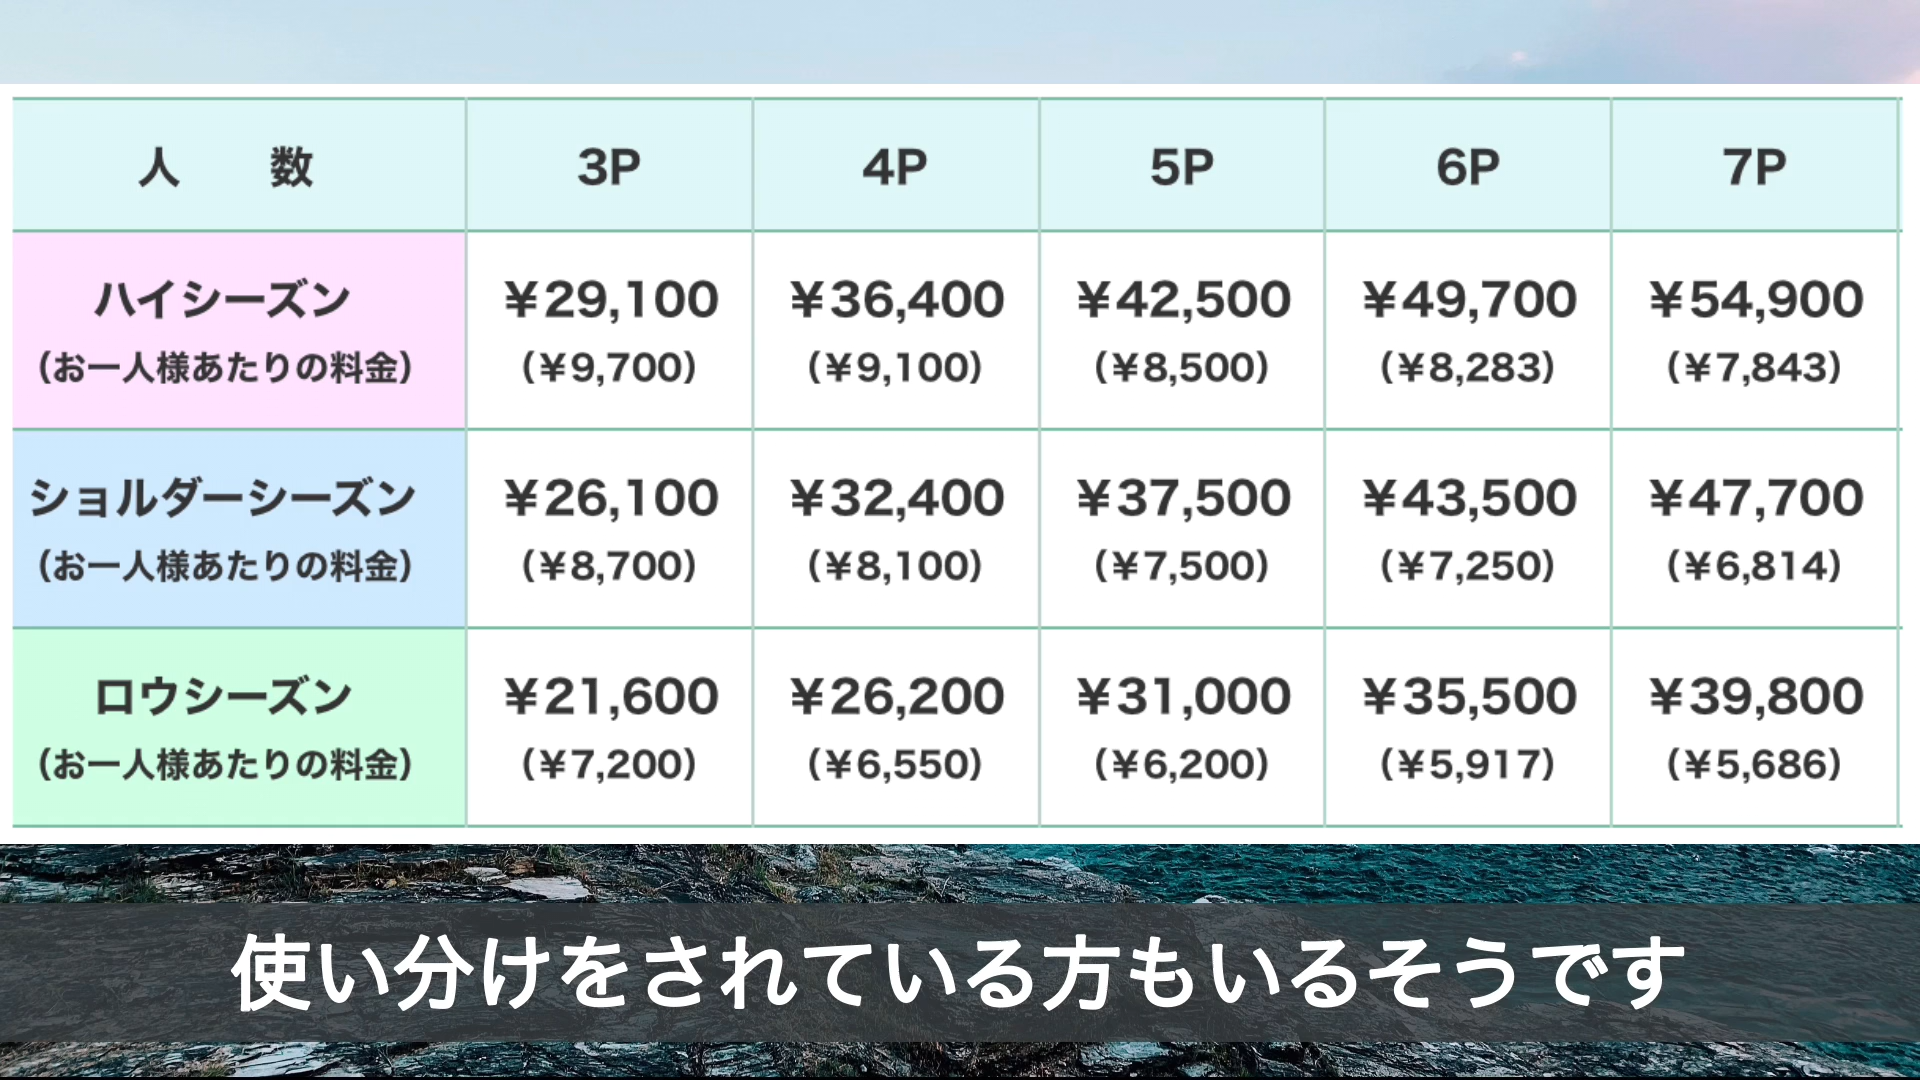 人　　数 3P 4P 5P 6P 7P
ハイシーズン ¥29,100 ¥36,400 ¥42,500 ¥49,700 ¥54,900
（お一人様あたりの料金） （¥9,700） （¥9,100） （¥8,500） （¥8,283） （¥7,843）
ショルダーシーズン ¥26,100 ¥32,400 ¥37,500 ¥43,500 ¥47,700
（お一人様あたりの料金） （¥8,700） （¥8,100） （¥7,500） （¥7,250） （¥6,814）
ロウシーズン ¥21,600 ¥26,200 ¥31,000 ¥35,500 ¥39,800
（お一人様あたりの料金） （¥7,200） （¥6,550） （¥6,200） （¥5,917） （¥5,686）
使い分けをされている方もいるそうです